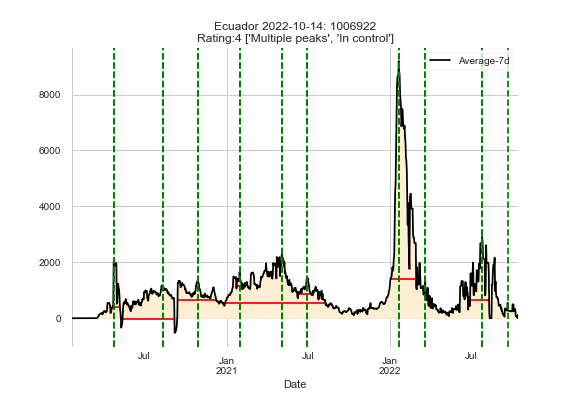 Ecuador 2022-10-14: 1006922
Rating:4 ['Multiple peaks', 'In control']
Average-7d
8000
6000
4000
2000
0
Jul
Jan
2021
Jul
Jan
2022
Jul
Date